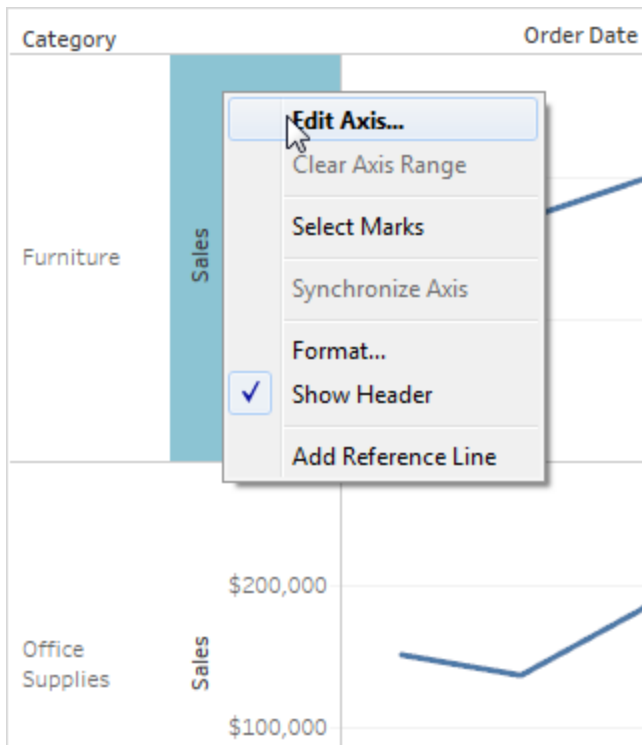 Category
Order Date
Edit Axis...
Clear Axis Range
Select Marks
Furniture
Sales
Synchronize Axis
Format...
Show Header
Add Reference Line
$200,000
Office
Supplies
Sales
$100,000